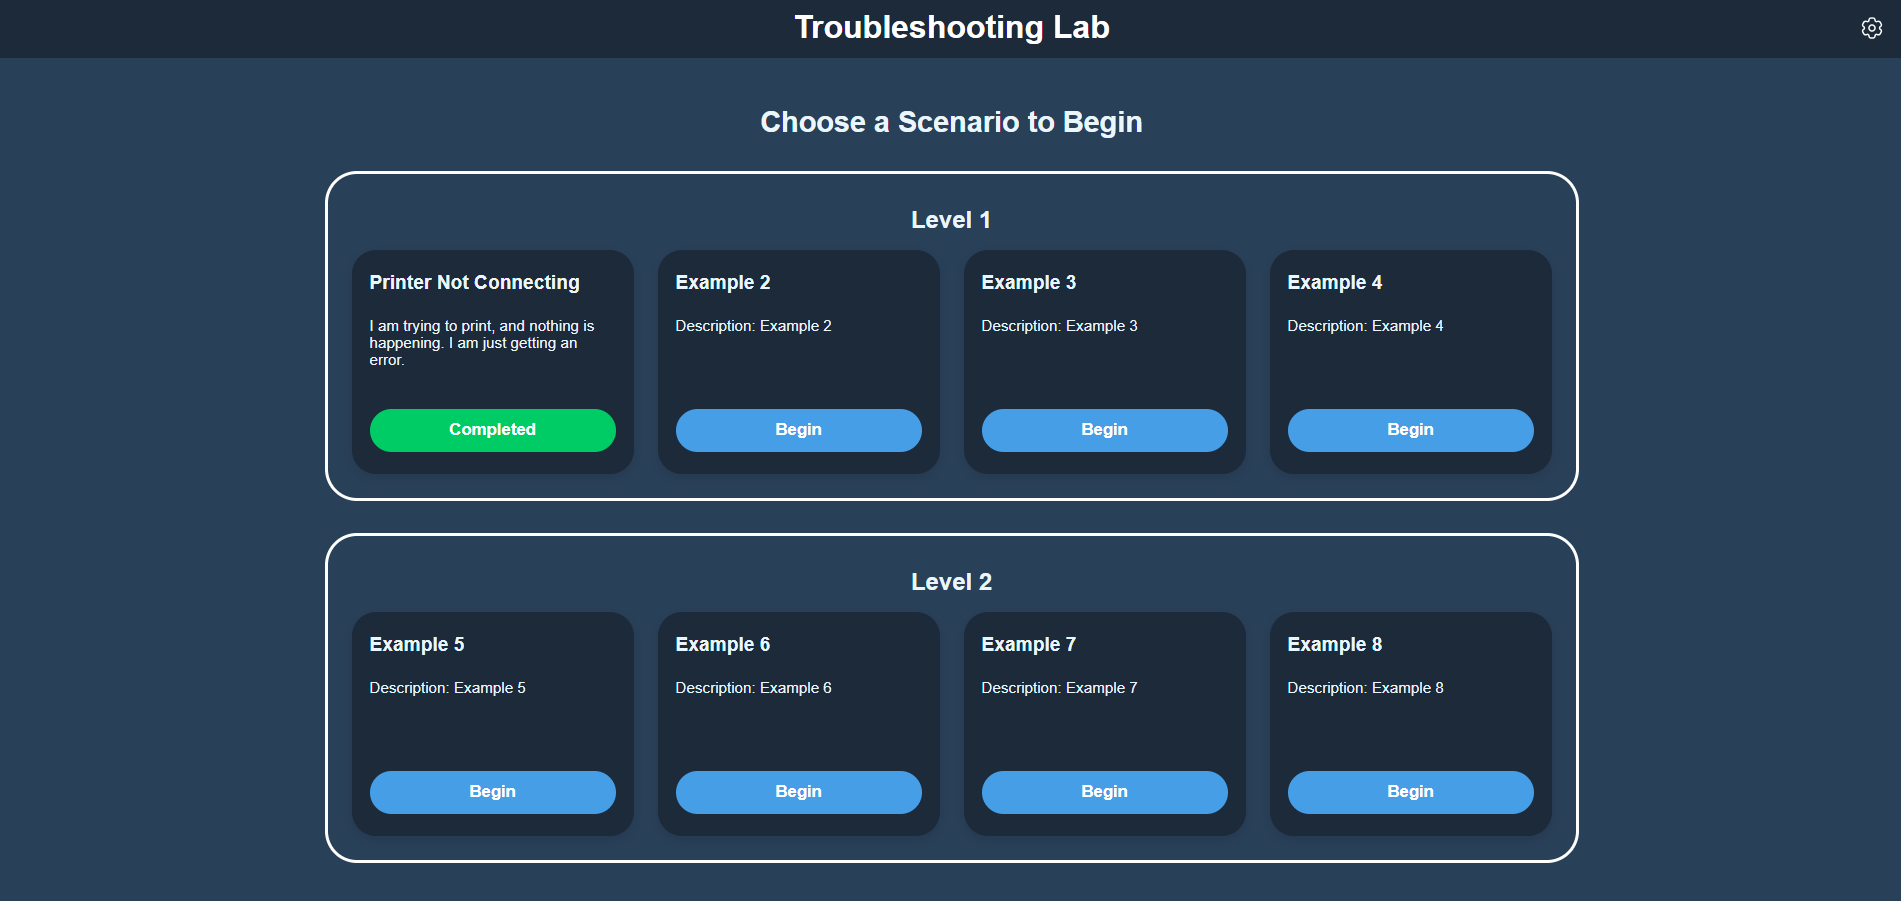 Troubleshooting Lab
Choose a Scenario to Begin
Level 1
Printer Not Connecting
I am trying to print, and nothing is
happening. I am just getting an
error.
Completed
Example 2
Description: Example 2
Begin
Example 3
Description: Example 3
Begin
Example 4
Description: Example 4
Begin
Level 2
Example 5
Description: Example 5
Begin
Example 6
Description: Example 6
Begin
Example 7
Description: Example 7
Begin
Example 8
Description: Example 8
Begin